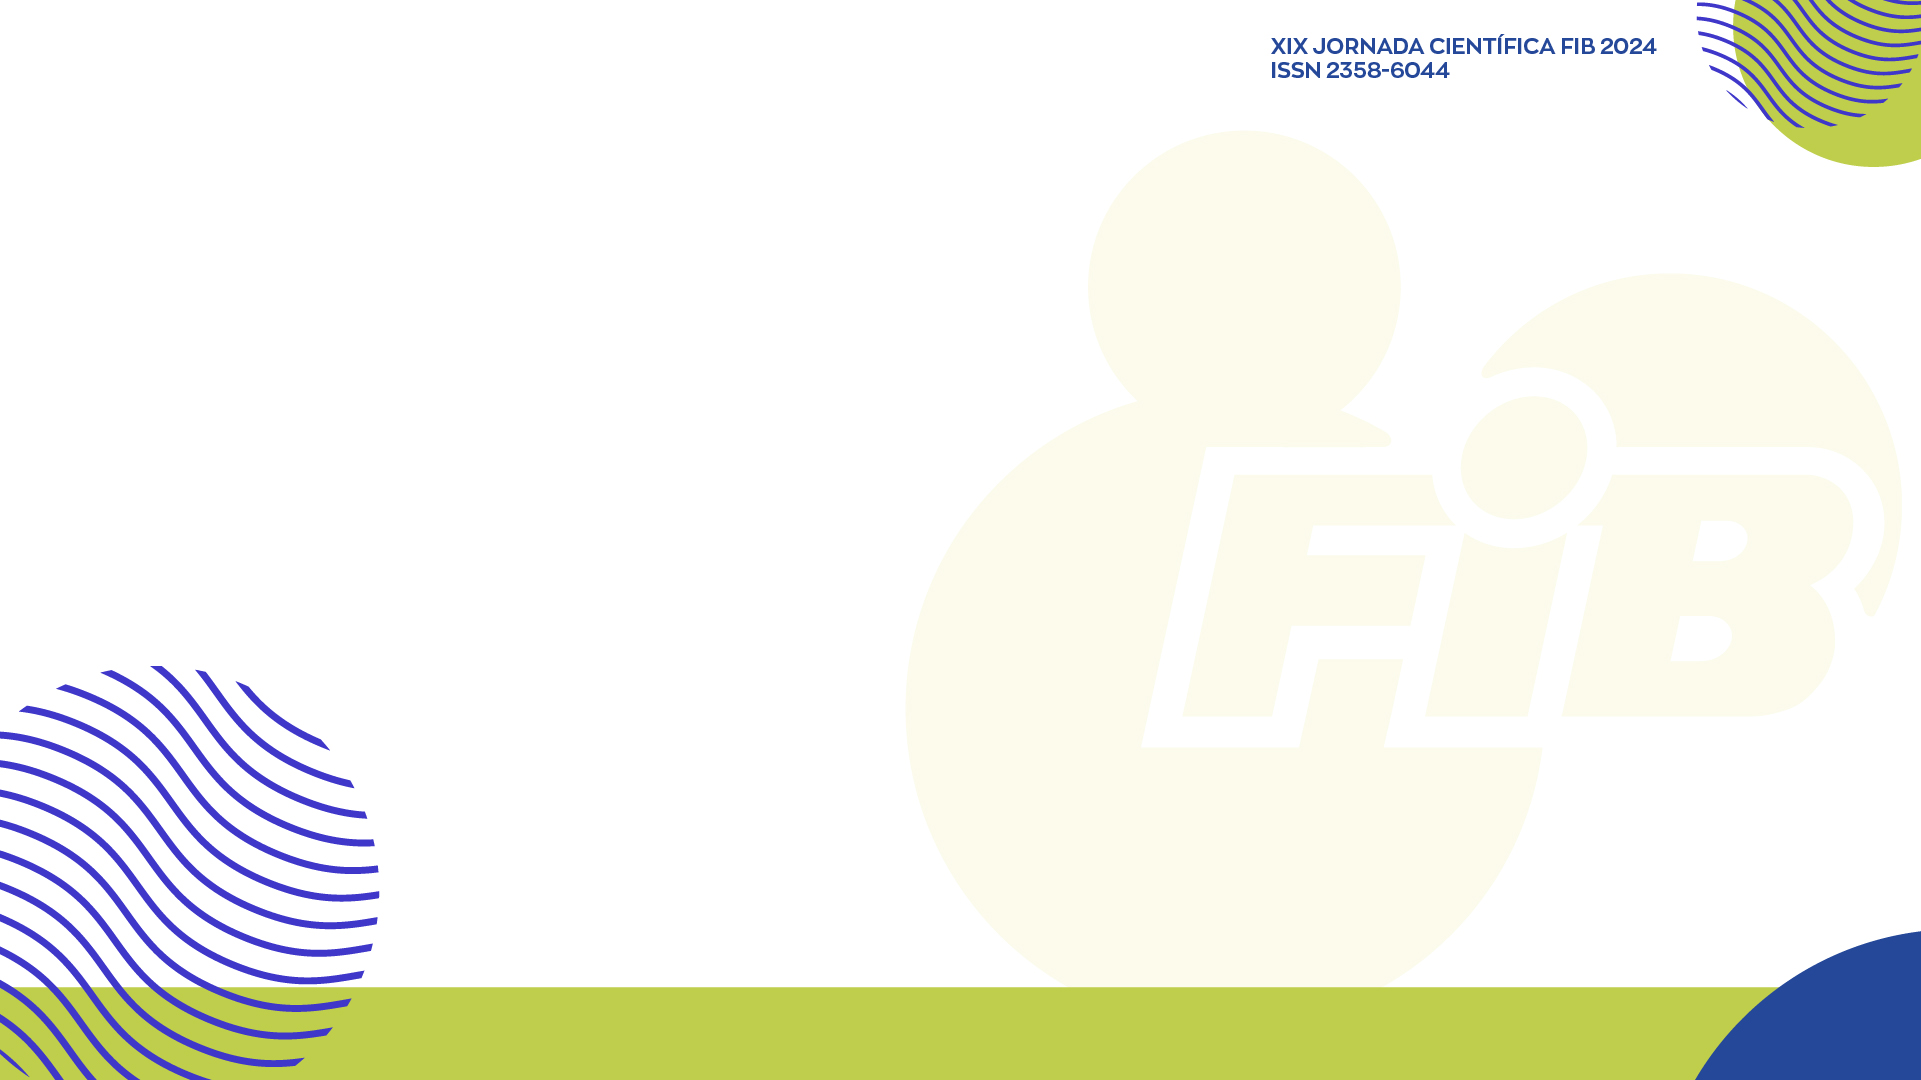 XIX JORNADA CIENTÍFICA FIB 2024
ISSN 2358-6044
FiB